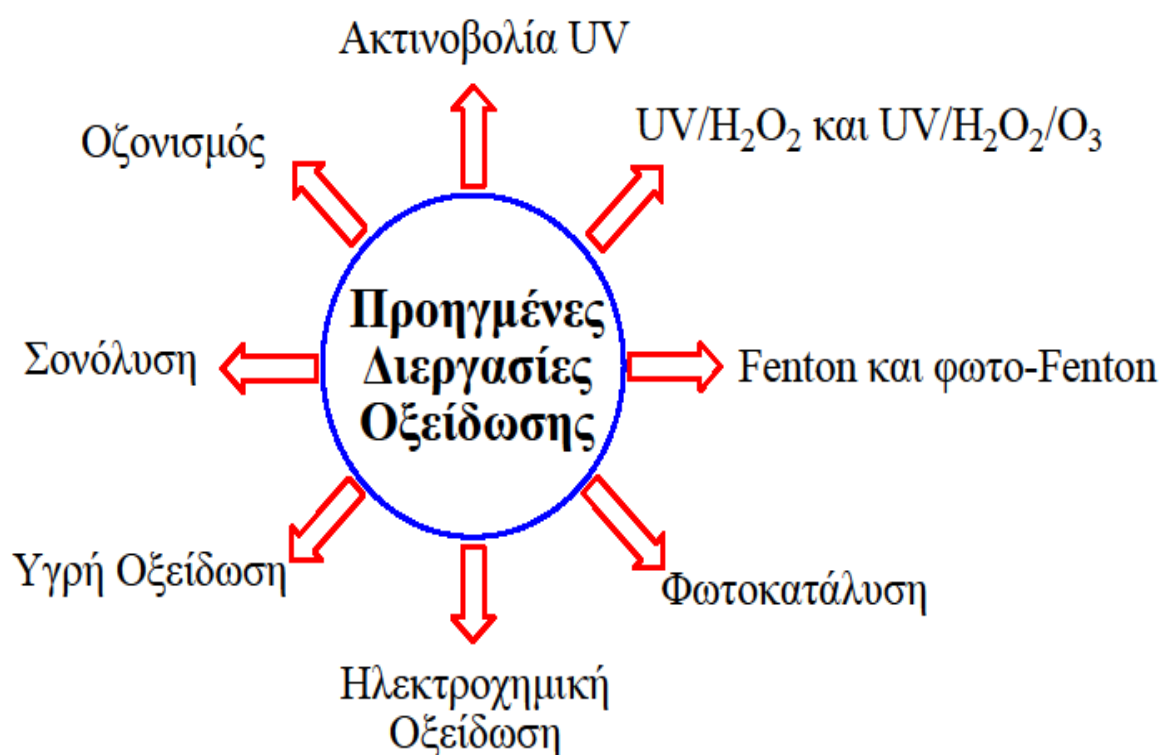 Ακτινοβολία UV
UV/H₂O₂ και UV/H₂O₂/O₃
Οζονισμός
Προηγμένες
Διεργασίες
Οξείδωσης
Σονόλυση
Fenton και φωτο-Fenton
Υγρή Οξείδωση
Φωτοκατάλυση
Ηλεκτροχημική
Οξείδωση